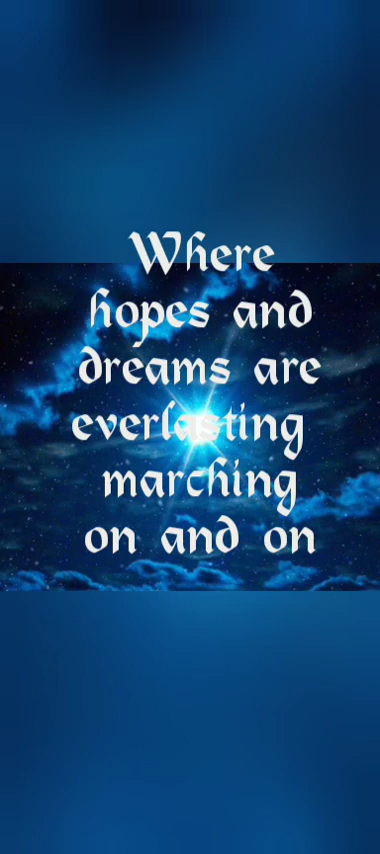 Where
hopes and
dreams are
everlasting
marching
on and on